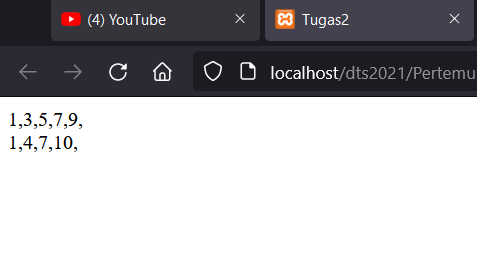 (4) YouTube
Tugas2
localhost/dts2021/Pertemu
1,3,5,7,9,
1,4,7,10,